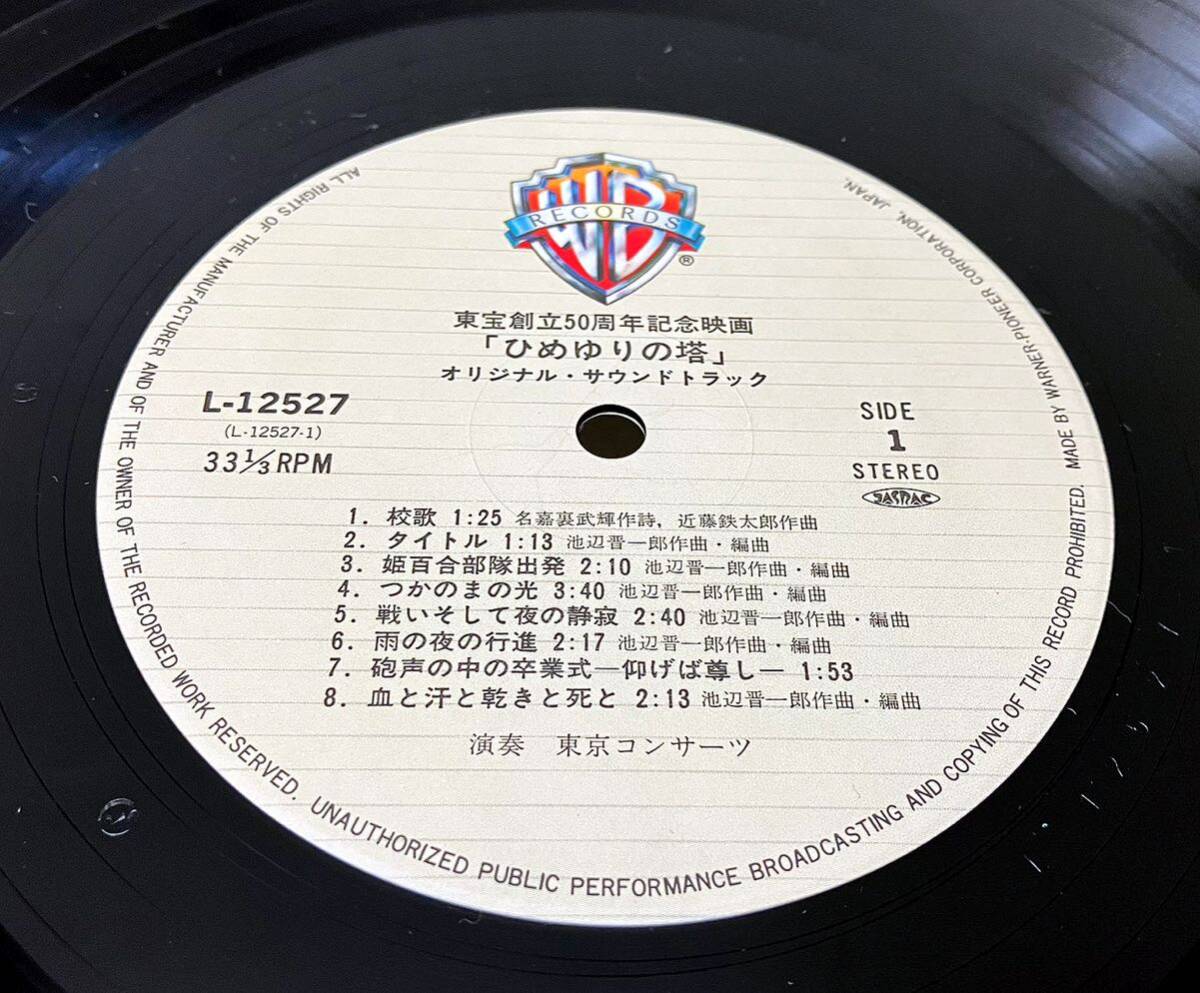 WB
RECORDS
®
東宝創立50周年記念映画
「ひめゆりの塔」
オリジナル・サウンドトラック
L-12527
(L-12527-1)
33 1/3 RPM
SIDE
1
STEREO
JASRAC
1. 校歌 1:25 名嘉裏武輝作詩, 近藤鉄太郎作曲
2. タイトル 1:13 池辺晋一郎作曲・編曲
3. 姫百合部隊出発 2:10 池辺晋一郎作曲・編曲
4. つかのまの光 3:40 池辺晋一郎作曲・編曲
5. 戦いそして夜の静寂 2:40 池辺晋一郎作曲・編曲
6. 雨の夜の行進 2:17 池辺晋一郎作曲・編曲
7. 砲声の中の卒業式—仰げば尊し— 1:53
8. 血と汗と乾きと死と 2:13 池辺晋一郎作曲・編曲
演奏 東京コンサーツ
ALL RIGHTS OF THE MANUFACTURER AND OF THE OWNER OF THE RECORDED WORK RESERVED. UNAUTHORIZED PUBLIC PERFORMANCE BROADCASTING AND COPYING OF THIS RECORD PROHIBITED. MADE BY WARNER-PIONEER CORPORATION, JAPAN.